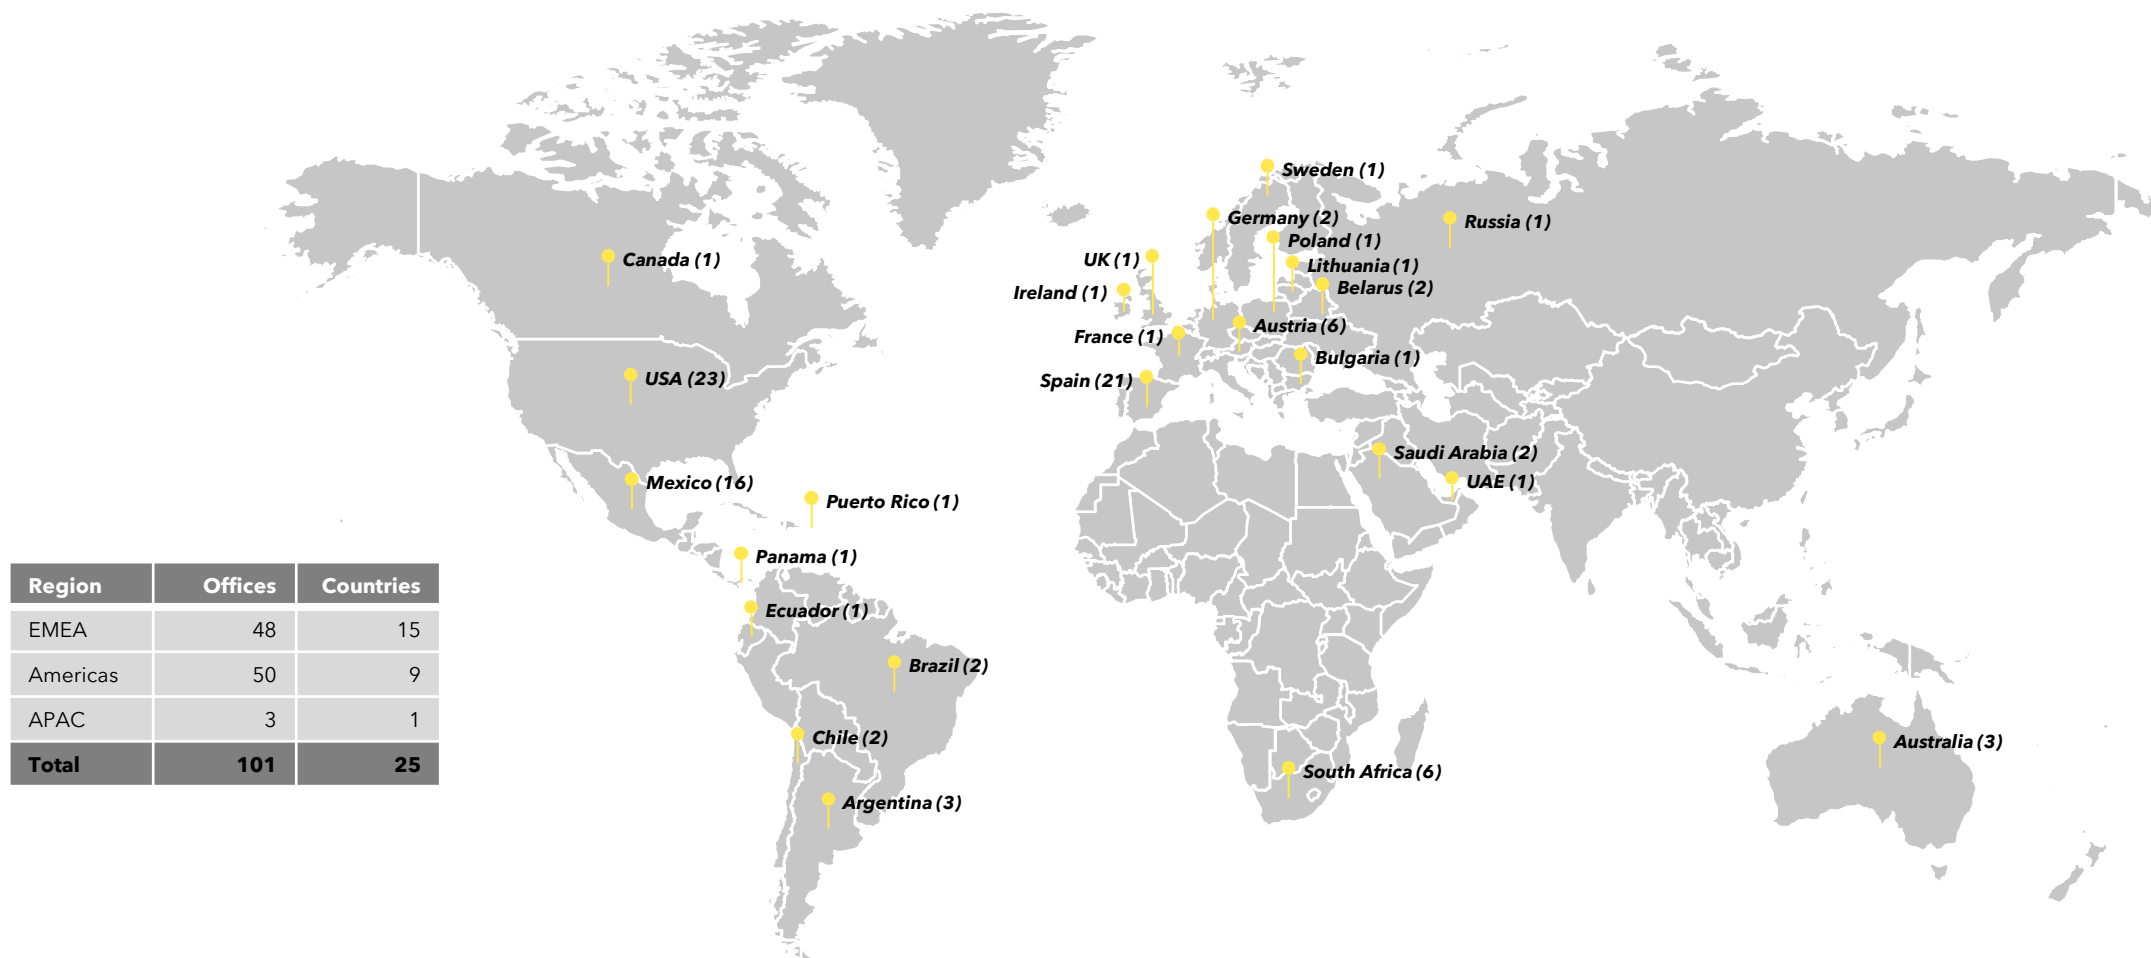 Sweden (1)
Germany (2)
Russia (1)
Poland (1)
UK (1)
Canada (1)
Lithuania (1)
Belarus (2)
Ireland (1)
Austria (6)
France (1)
Bulgaria (1)
USA (23)
Spain (21)
Saudi Arabia (2)
Mexico (16)
UAE (1)
Puerto Rico (1)
Panama (1)
Region Offices Countries
Ecuador (1)
EMEA 48 15
Brazil (2)
Americas 50 9
APAC 3 1
Chile (2)
Australia (3)
Total 101 25
South Africa (6)
Argentina (3)